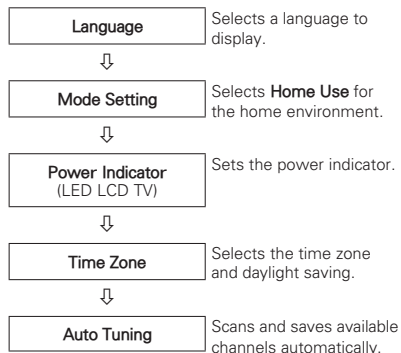 Language
Selects a language to
display.
⇩
Mode Setting
Selects Home Use for
the home environment.
⇩
Power Indicator
(LED LCD TV)
Sets the power indicator.
⇩
Time Zone
Selects the time zone
and daylight saving.
⇩
Auto Tuning
Scans and saves available
channels automatically.